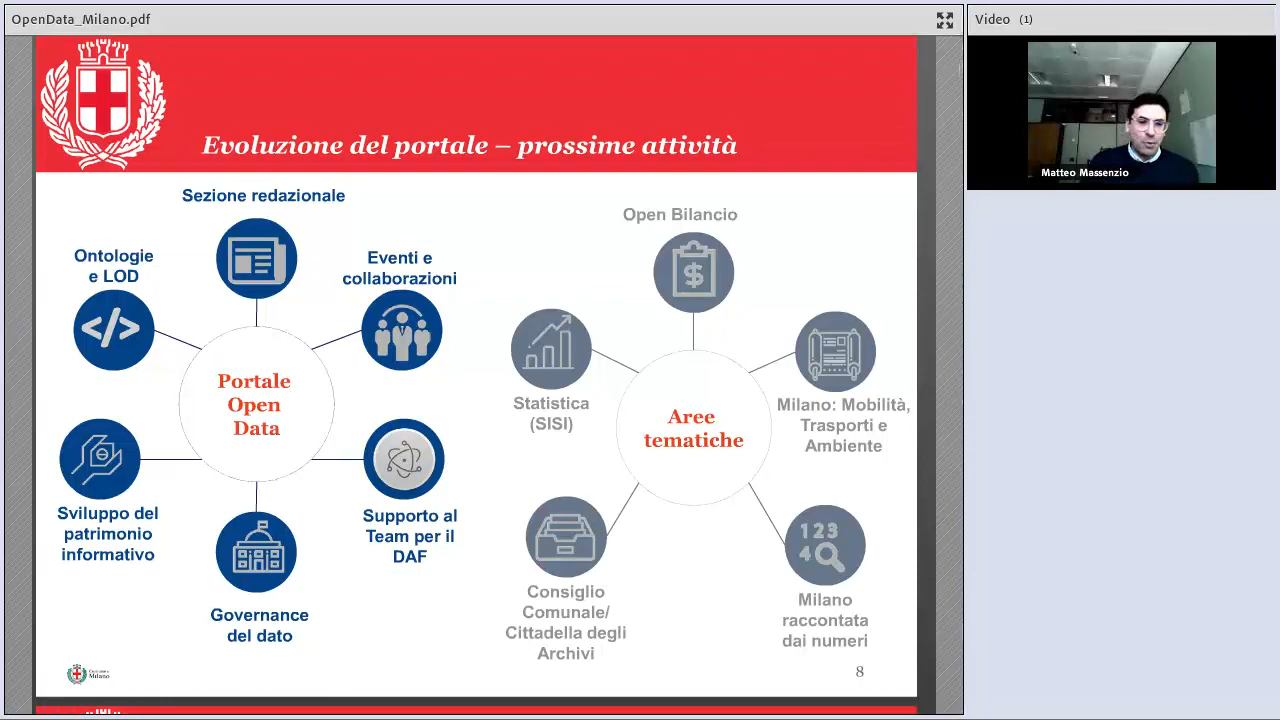 OpenData_Milano.pdf
Video (1)
Matteo Massenzio
Evoluzione del portale – prossime attività
Sezione redazionale
Ontologie
e LOD
Eventi e
collaborazioni
Portale
Open
Data
Sviluppo del
patrimonio
informativo
Supporto al
Team per il
DAF
Governance
del dato
Open Bilancio
Statistica
(SISI)
Milano: Mobilità,
Trasporti e
Ambiente
Aree
tematiche
Consiglio
Comunale/
Cittadella degli
Archivi
123
4
Milano
raccontata
dai numeri
Milano
8